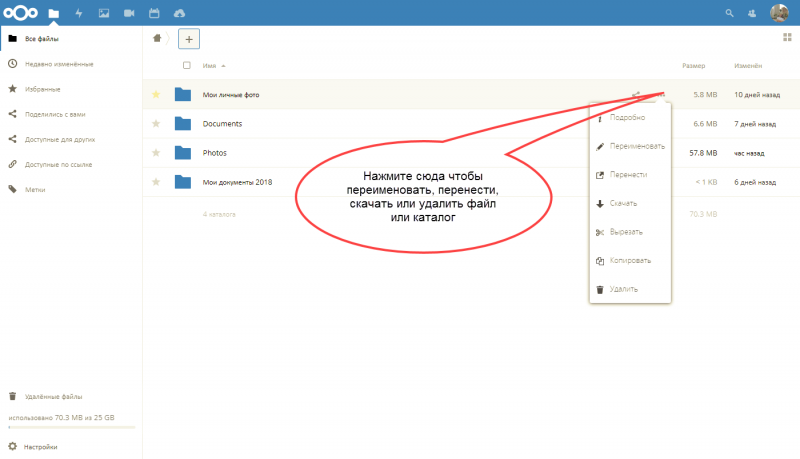 Все файлы
Недавно изменённые
Избранные
Поделились с вами
Доступные для других
Доступные по ссылке
Метки
Удалённые файлы
использовано 70.3 MB из 25 GB
Настройки
+
Имя Размер Изменён
Мои личные фото 5.8 MB 10 дней назад
Documents 6.6 MB 7 дней назад
Photos 57.8 MB час назад
Мои документы 2018 < 1 KB 6 дней назад
4 каталога 70.3 MB
Нажмите сюда чтобы
переименовать, перенести,
скачать или удалить файл
или каталог
Подробно
Переименовать
Перенести
Скачать
Вырезать
Копировать
Удалить